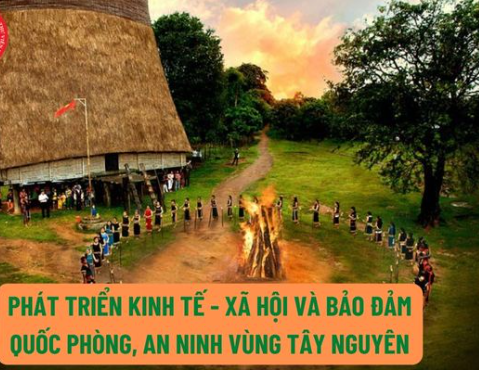 PHÁT TRIỂN KINH TẾ - XÃ HỘI VÀ BẢO ĐẢM
QUỐC PHÒNG, AN NINH VÙNG TÂY NGUYÊN